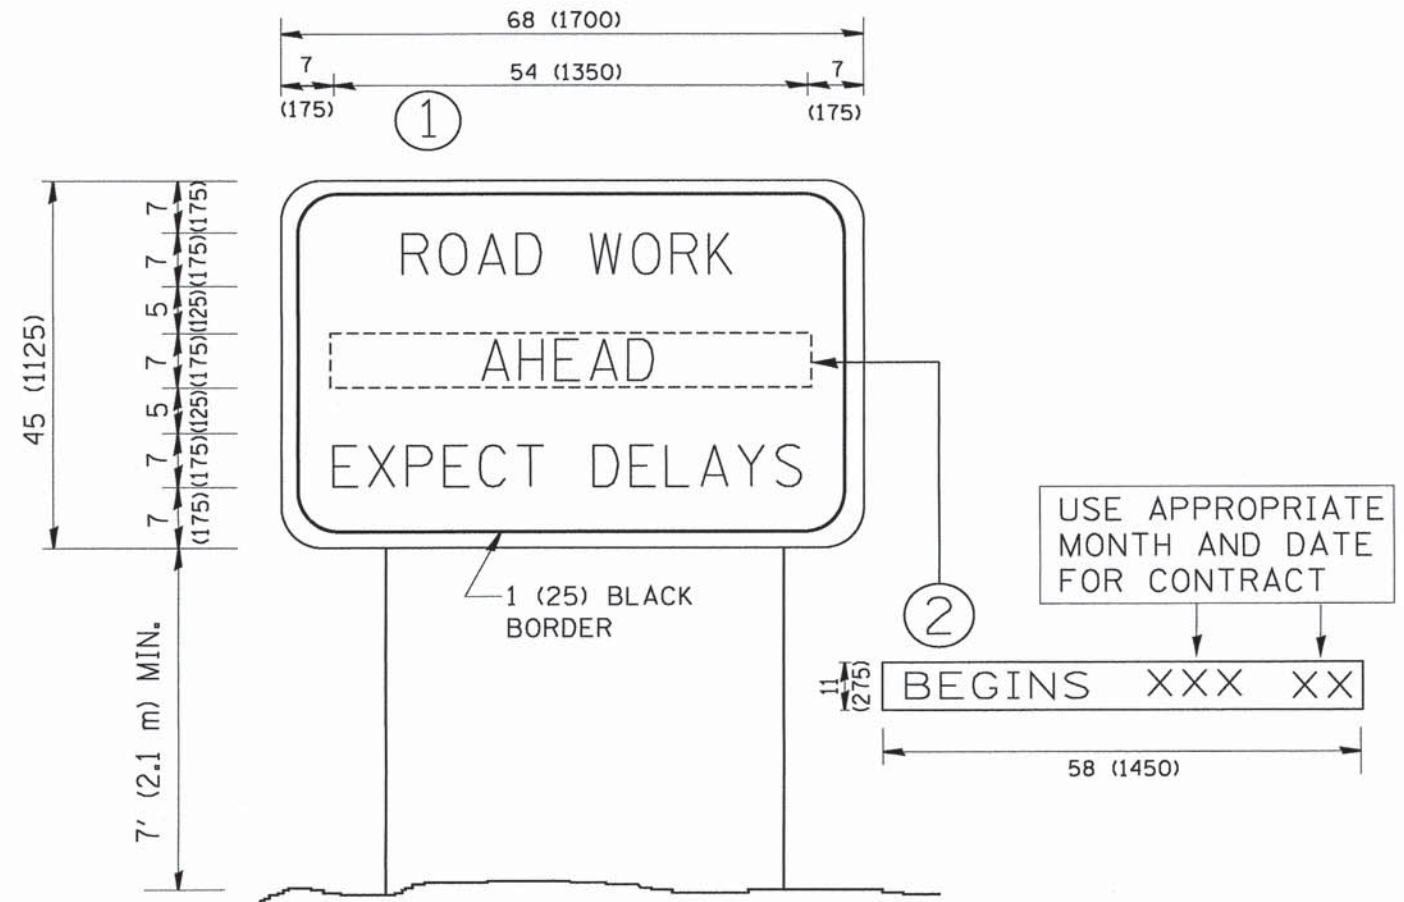 68 (1700)
7
54 (1350)
7
(175)
(175)
1
45 (1125)
7
(175)
7
(175)
5
(125)
7
(175)
5
(125)
7
(175)
7
(175)
ROAD WORK
AHEAD
EXPECT DELAYS
7' (2.1 m) MIN.
1 (25) BLACK
BORDER
2
USE APPROPRIATE
MONTH AND DATE
FOR CONTRACT
11
(275)
BEGINS XXX XX
58 (1450)